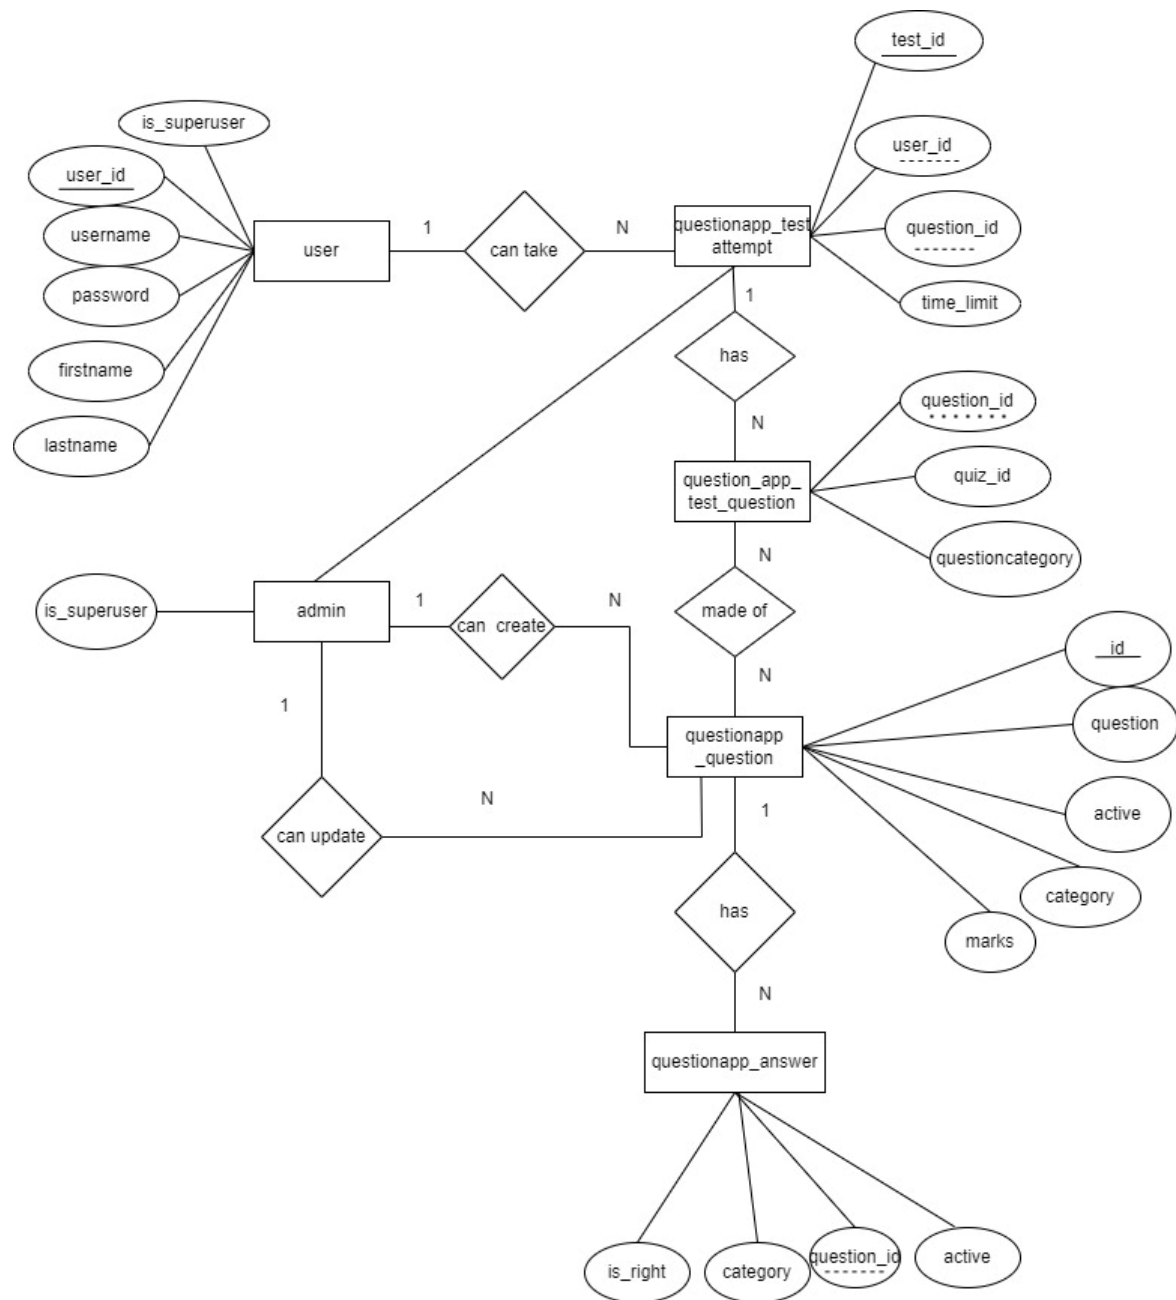 test_id
is_superuser
user_id
user_id
username
question_id
1
N
questionapp_test
attempt
user
can take
password
time_limit
1
has
firstname
question_id
N
lastname
quiz_id
question_app_
test_question
questioncategory
N
is_superuser
admin
1
can create
N
made of
id
N
1
question
questionapp
_question
N
1
active
can update
category
has
marks
N
questionapp_answer
is_right
category
question_id
active